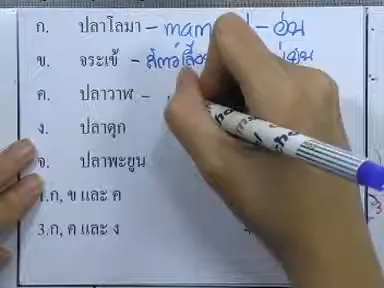 ก. ปลาโลมา – mam – อุ่น
ข. จระเข้ – สัตว์เลื้อย
ค. ปลาวาฬ –
ง. ปลาดุก
จ. ปลาพะยูน
1.ก, ข และ ค
3.ก, ค และ ง